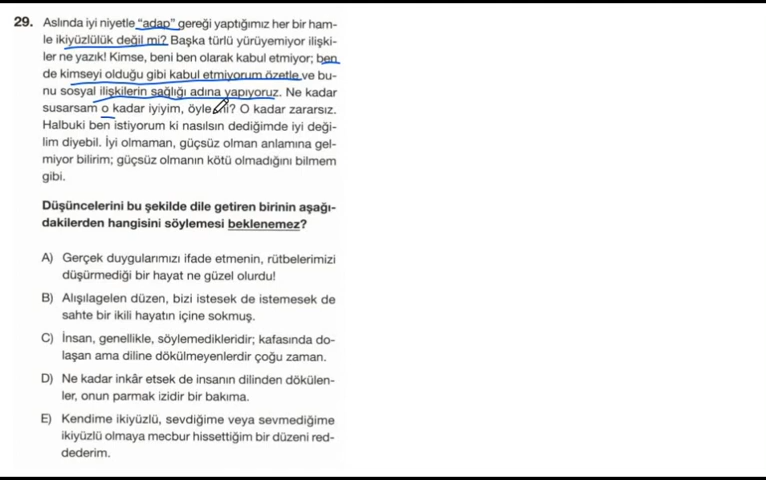 29. Aslında iyi niyetle "adap" gereği yaptığımız her bir ham-
le ikiyüzlülük değil mi? Başka türlü yürüyemiyor ilişki-
ler ne yazık! Kimse, beni ben olarak kabul etmiyor; ben
de kimseyi olduğu gibi kabul etmiyorum özetle ve bu-
nu sosyal ilişkilerin sağlığı adına yapıyoruz. Ne kadar
susarsam o kadar iyiyim, öyle mi? O kadar zararsız.
Halbuki ben istiyorum ki nasılsın dediğimde iyi deği-
lim diyebil. İyi olmaman, güçsüz olman anlamına gel-
miyor bilirim; güçsüz olmanın kötü olmadığını bilmem
gibi.
Düşüncelerini bu şekilde dile getiren birinin aşağı-
dakilerden hangisini söylemesi beklenemez?
A) Gerçek duygularımızı ifade etmenin, rütbelerimizi
düşürmediği bir hayat ne güzel olurdu!
B) Alışılagelen düzen, bizi istesek de istemesek de
sahte bir ikili hayatın içine sokmuş.
C) İnsan, genellikle, söylemedikleridir; kafasında do-
laşan ama diline dökülmeyenlerdir çoğu zaman.
D) Ne kadar inkâr etsek de insanın dilinden dökülen-
ler, onun parmak izidir bir bakıma.
E) Kendime ikiyüzlü, sevdiğime veya sevmediğime
ikiyüzlü olmaya mecbur hissettiğim bir düzeni red-
dederim.